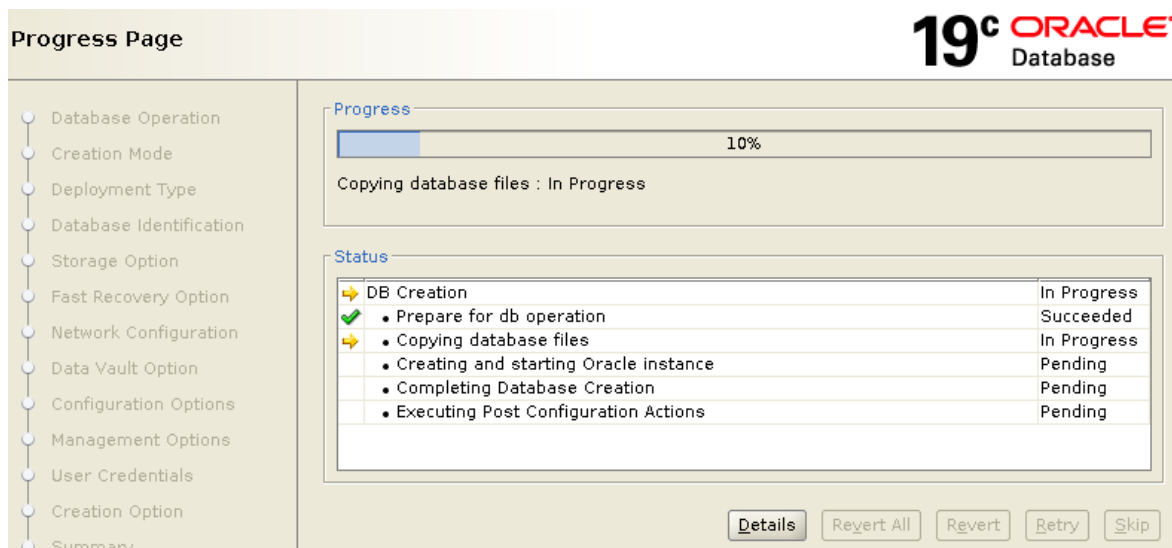 Progress Page
19c ORACLE
Database
Database Operation
Creation Mode
Deployment Type
Database Identification
Storage Option
Fast Recovery Option
Network Configuration
Data Vault Option
Configuration Options
Management Options
User Credentials
Creation Option
Summary
Progress
10%
Copying database files : In Progress
Status
DB Creation In Progress
• Prepare for db operation Succeeded
• Copying database files In Progress
• Creating and starting Oracle instance Pending
• Completing Database Creation Pending
• Executing Post Configuration Actions Pending
Details Revert All Revert Retry Skip